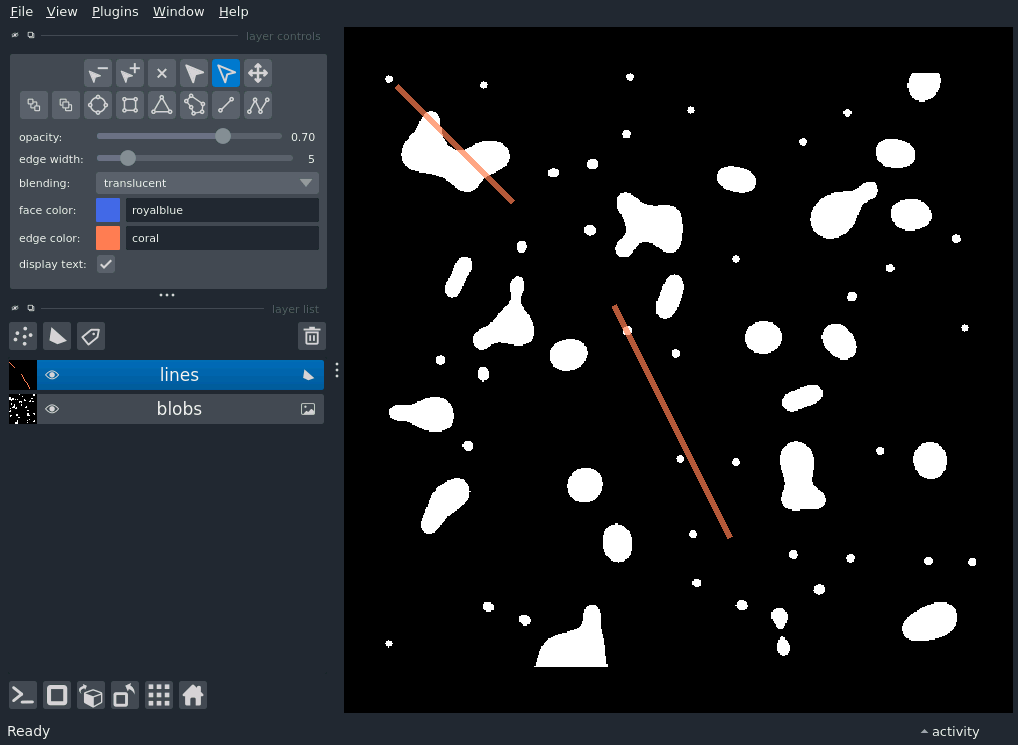 File View Plugins Window Help
layer controls
opacity: 0.70
edge width: 5
blending: translucent
face color: royalblue
edge color: coral
display text:
layer list
lines
blobs
Ready
activity